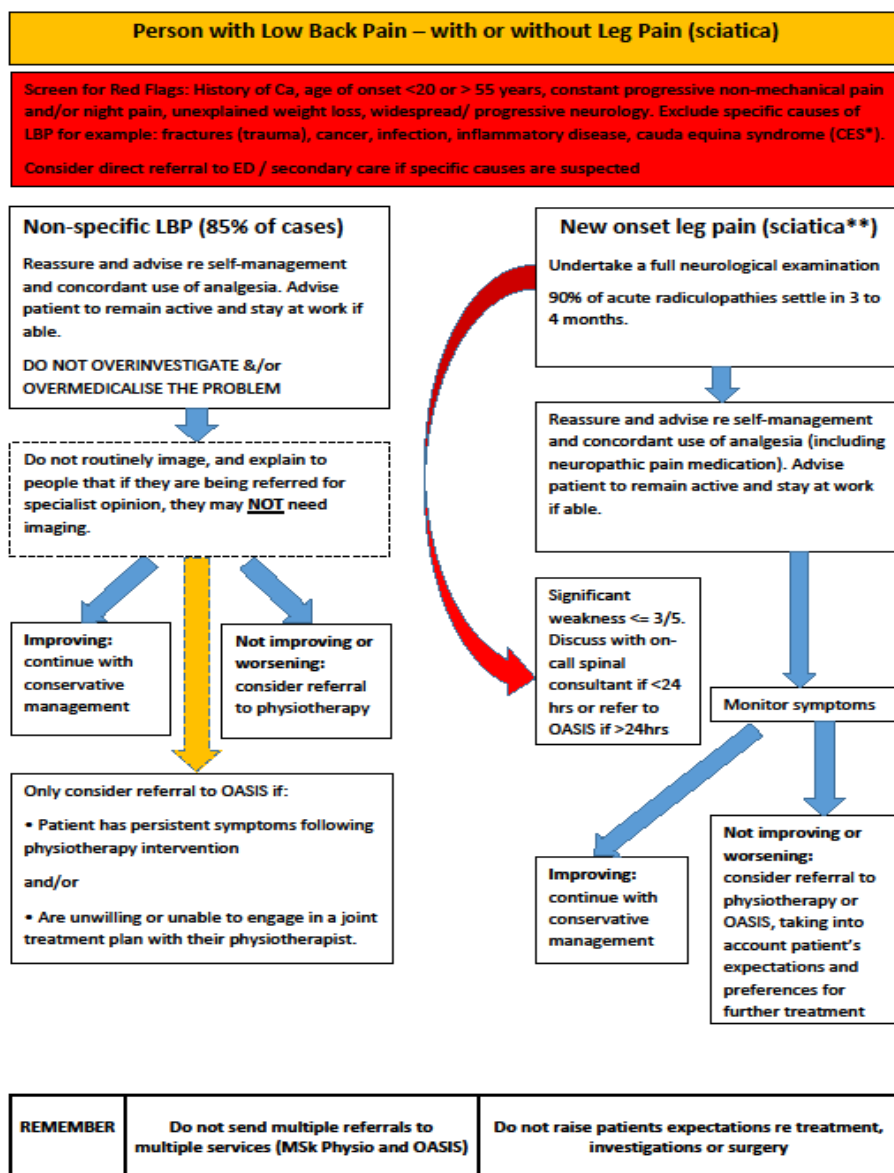 Person with Low Back Pain – with or without Leg Pain (sciatica)
Screen for Red Flags: History of Ca, age of onset <20 or > 55 years, constant progressive non-mechanical pain
and/or night pain, unexplained weight loss, widespread/ progressive neurology. Exclude specific causes of
LBP for example: fractures (trauma), cancer, infection, inflammatory disease, cauda equina syndrome (CES*).
Consider direct referral to ED / secondary care if specific causes are suspected
Non-specific LBP (85% of cases)
Reassure and advise re self-management
and concordant use of analgesia. Advise
patient to remain active and stay at work if
able.
DO NOT OVERINVESTIGATE &/or
OVERMEDICALISE THE PROBLEM
Do not routinely image, and explain to
people that if they are being referred for
specialist opinion, they may NOT need
imaging.
Improving:
continue with
conservative
management
Not improving or
worsening:
consider referral
to physiotherapy
Only consider referral to OASIS if:
• Patient has persistent symptoms following
physiotherapy intervention
and/or
• Are unwilling or unable to engage in a joint
treatment plan with their physiotherapist.
New onset leg pain (sciatica**)
Undertake a full neurological examination
90% of acute radiculopathies settle in 3 to
4 months.
Reassure and advise re self-management
and concordant use of analgesia (including
neuropathic pain medication). Advise
patient to remain active and stay at work
if able.
Significant
weakness <= 3/5.
Discuss with on-
call spinal
consultant if <24
hrs or refer to
OASIS if >24hrs
Monitor symptoms
Improving:
continue with
conservative
management
Not improving or
worsening:
consider referral to
physiotherapy or
OASIS, taking into
account patient's
expectations and
preferences for
further treatment
REMEMBER
Do not send multiple referrals to
multiple services (MSk Physio and OASIS)
Do not raise patients expectations re treatment,
investigations or surgery